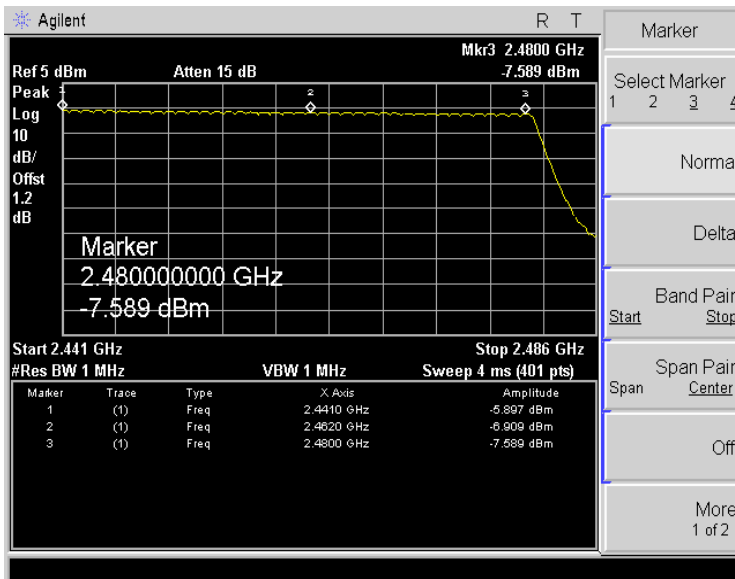 Agilent R T
Mkr3 2.4800 GHz
Ref 5 dBm Atten 15 dB -7.589 dBm
Peak
Log
10
dB/
Offst
1.2
dB
1 2 3
Marker
2.480000000 GHz
-7.589 dBm
Start 2.441 GHz Stop 2.486 GHz
#Res BW 1 MHz VBW 1 MHz Sweep 4 ms (401 pts)
Marker Trace Type X Axis Amplitude
1 (1) Freq 2.4410 GHz -5.897 dBm
2 (1) Freq 2.4620 GHz -6.909 dBm
3 (1) Freq 2.4800 GHz -7.589 dBm
Marker
Select Marker
1 2 3 4
Norma
Delta
Band Pair
Start Stop
Span Pair
Span Center
Off
More
1 of 2